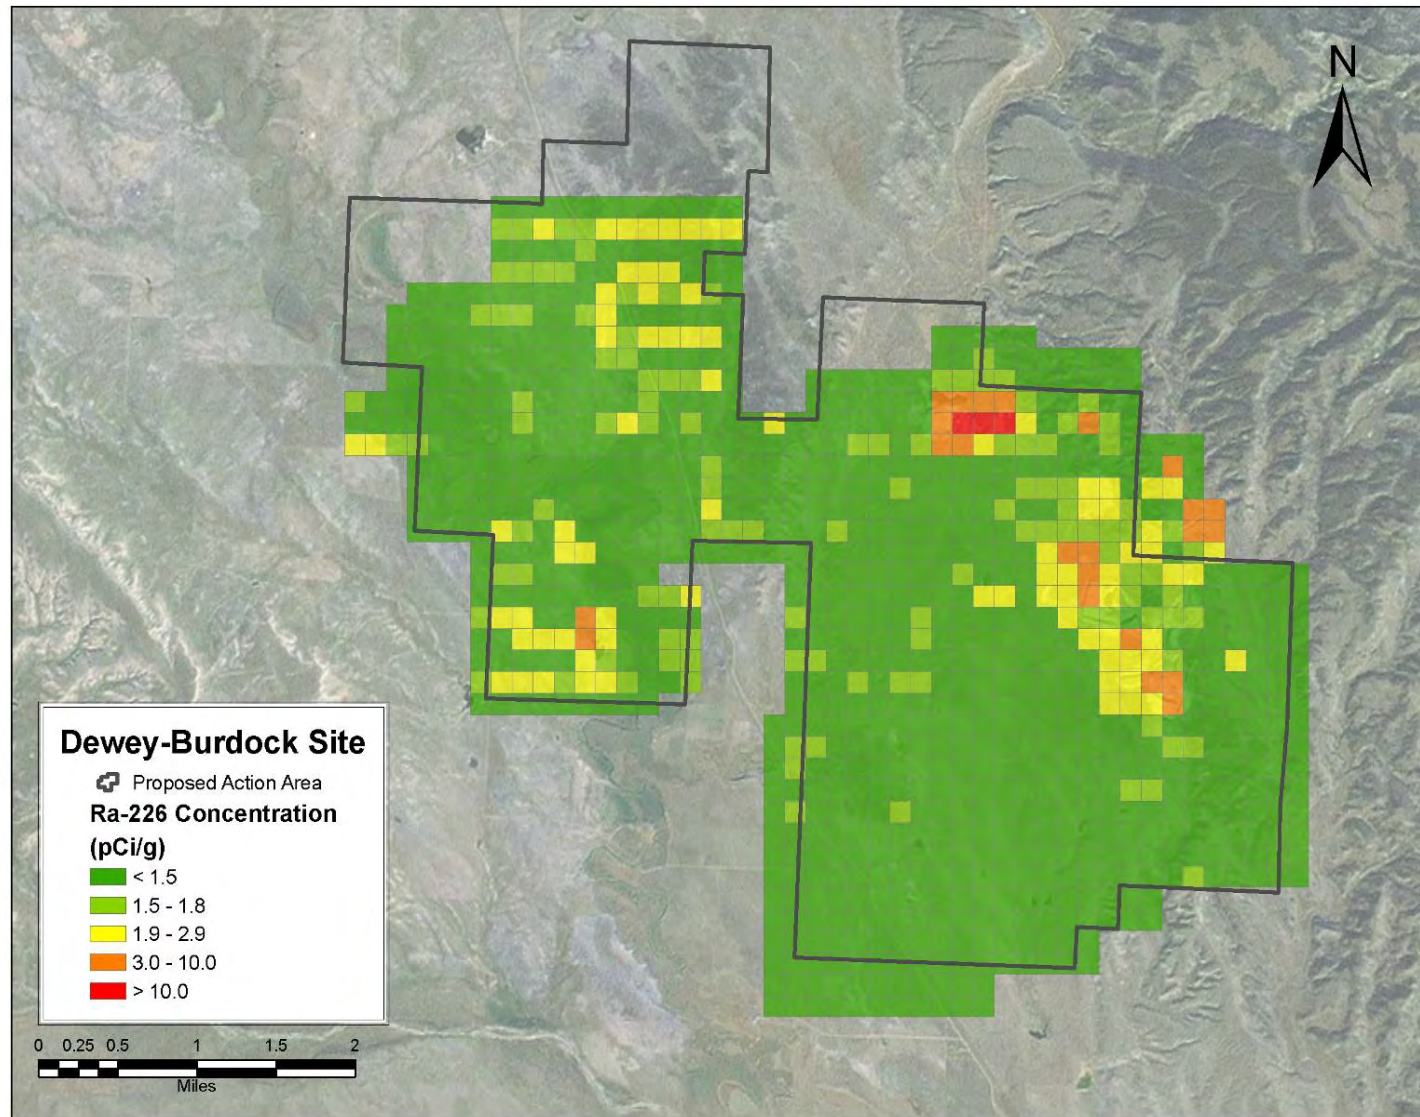 N
Dewey-Burdock Site
Proposed Action Area
Ra-226 Concentration
(pCi/g)
< 1.5
1.5 - 1.8
1.9 - 2.9
3.0 - 10.0
> 10.0
0 0.25 0.5 1 1.5 2
Miles